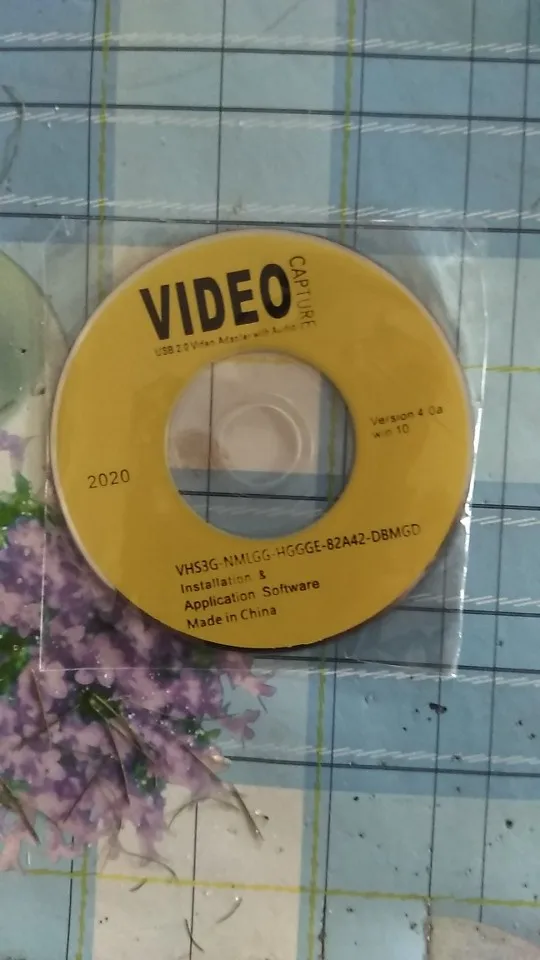 VIDEO
CAPTURE
USB 2.0 Video Adapter with Audio
Version 4.0a
win 10
2020
VHS3G-NMLGG-HGGGE-82A42-DBMGD
Installation &
Application Software
Made in China